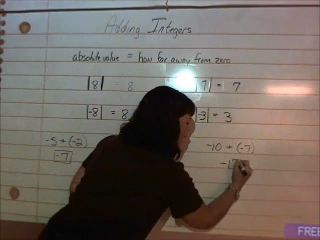 Adding Integers
absolute value = how far away from zero
|8| = 8 |7| = 7
|-8| = 8 |-3| = 3
-5 + (-2) -10 + (-7)
-7 -17
FREE